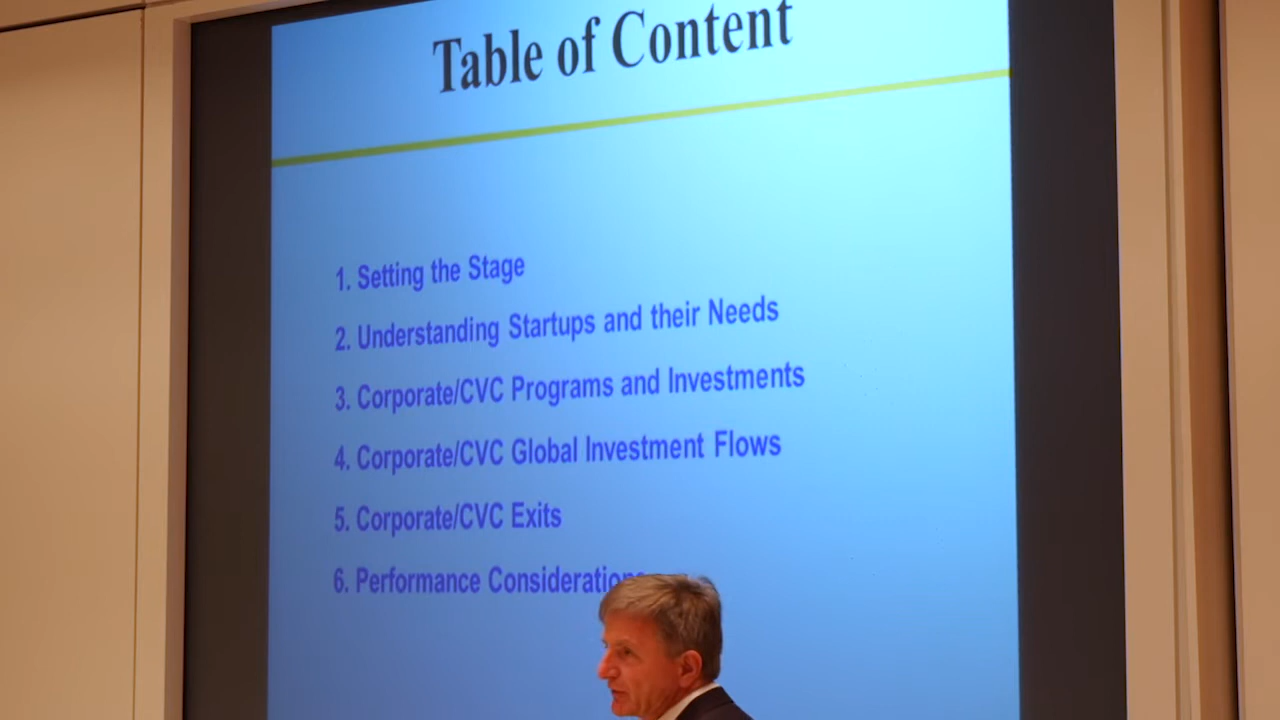 Table of Content
1. Setting the Stage
2. Understanding Startups and their Needs
3. Corporate/CVC Programs and Investments
4. Corporate/CVC Global Investment Flows
5. Corporate/CVC Exits
6. Performance Considerations